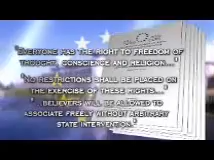 "EVERYONE HAS THE RIGHT TO FREEDOM OF
THOUGHT, CONSCIENCE AND RELIGION..."
"NO RESTRICTIONS SHALL BE PLACED ON
THE EXERCISE OF THESE RIGHTS..."
"...BELIEVERS WILL BE ALLOWED TO
ASSOCIATE FREELY WITHOUT ARBITRARY
STATE INTERVENTION."